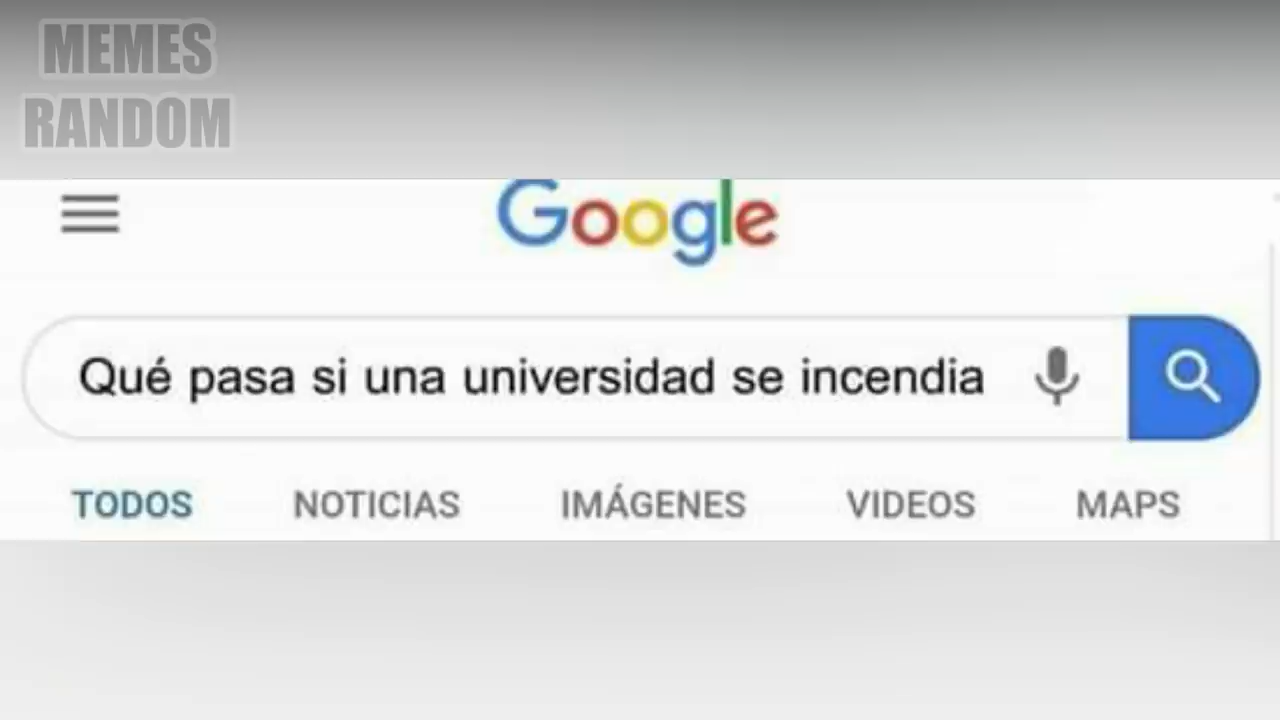 MEMES
RANDOM
Google
Qué pasa si una universidad se incendia
TODOS NOTICIAS IMÁGENES VIDEOS MAPS